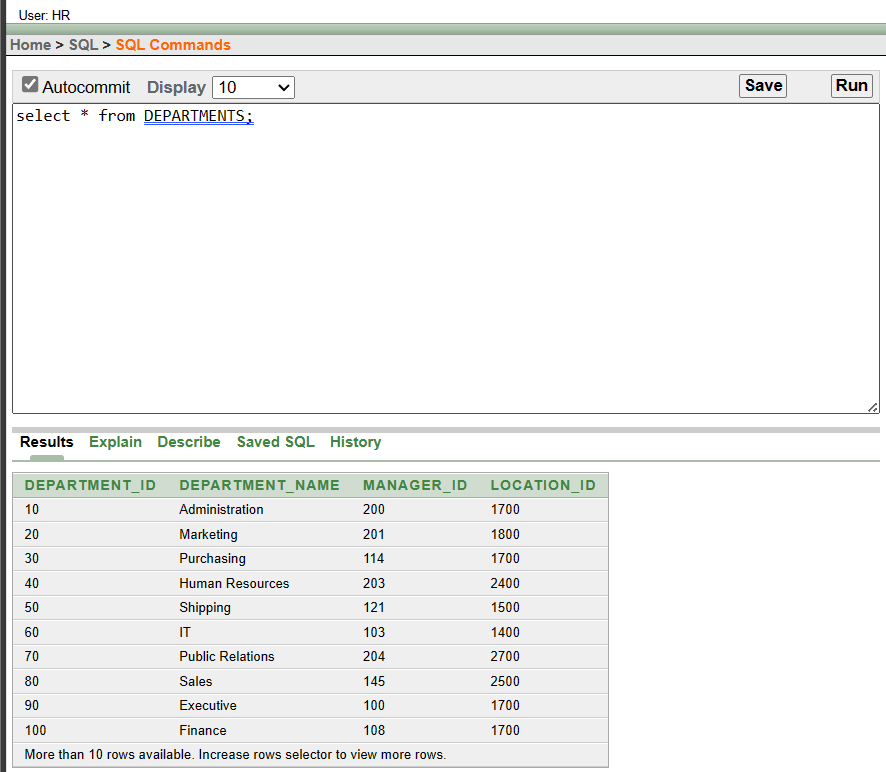 User: HR
Home > SQL > SQL Commands
Autocommit Display 10 Save Run
select * from DEPARTMENTS;
Results Explain Describe Saved SQL History
DEPARTMENT_ID DEPARTMENT_NAME MANAGER_ID LOCATION_ID
10 Administration 200 1700
20 Marketing 201 1800
30 Purchasing 114 1700
40 Human Resources 203 2400
50 Shipping 121 1500
60 IT 103 1400
70 Public Relations 204 2700
80 Sales 145 2500
90 Executive 100 1700
100 Finance 108 1700
More than 10 rows available. Increase rows selector to view more rows.